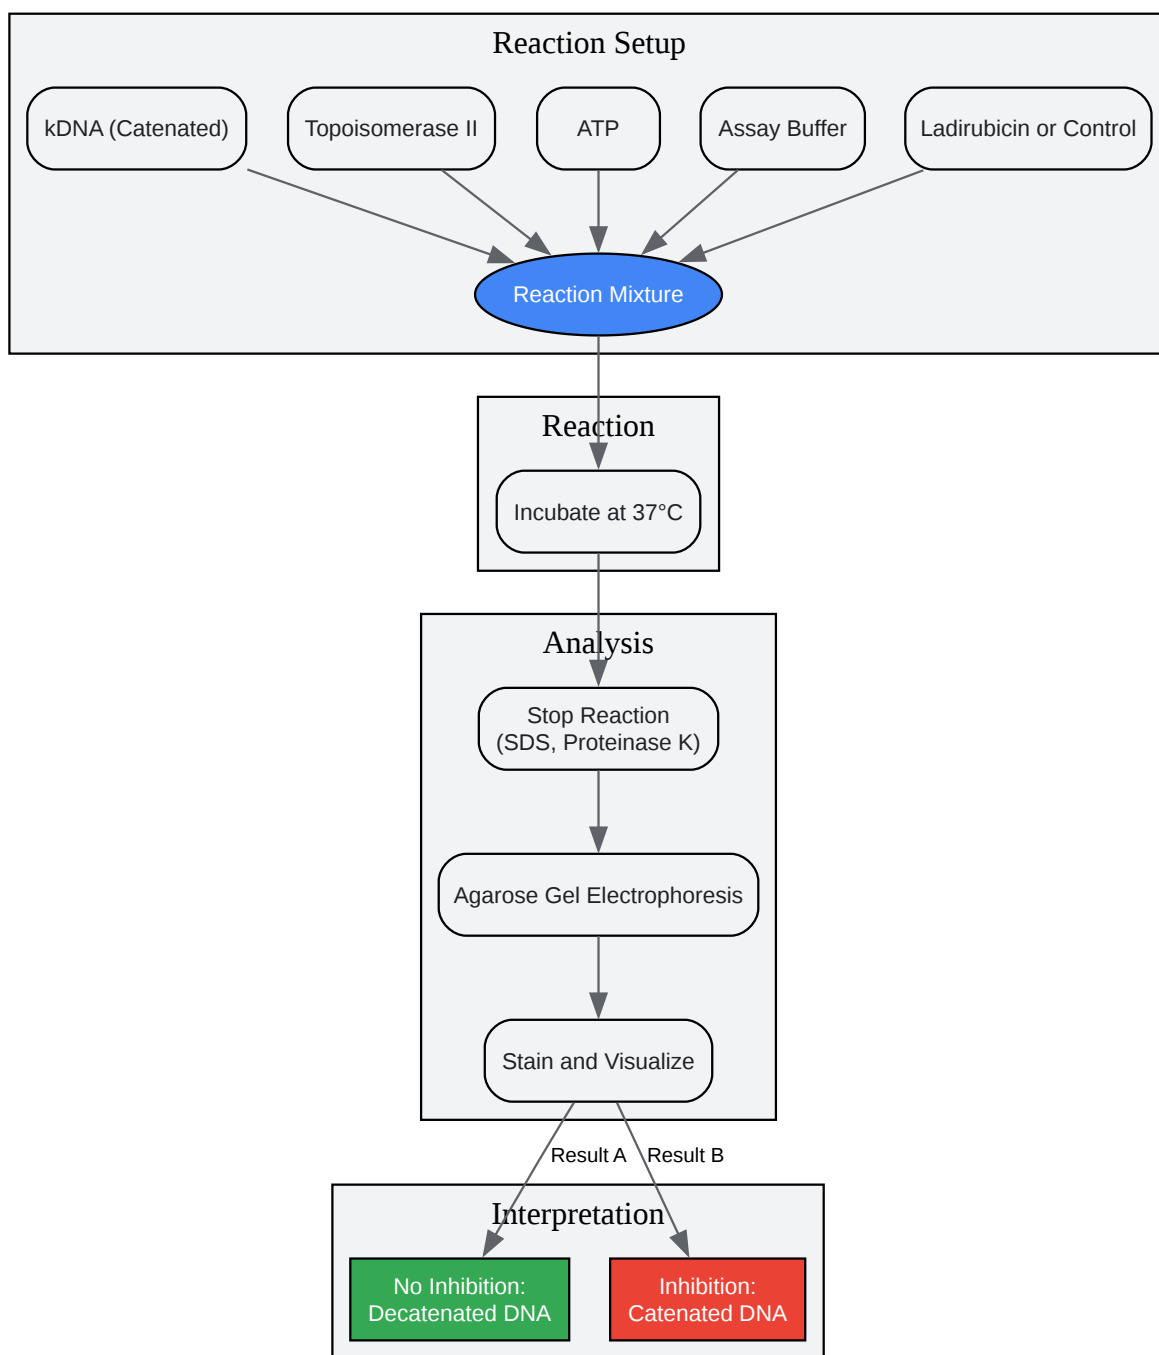 Reaction Setup
kDNA (Catenated)
Topoisomerase II
ATP
Assay Buffer
Ladirubicin or Control
Reaction Mixture
Reaction
Incubate at 37°C
Analysis
Stop Reaction
(SDS, Proteinase K)
Agarose Gel Electrophoresis
Stain and Visualize
Result A
Result B
Interpretation
No Inhibition:
Decatenated DNA
Inhibition:
Catenated DNA